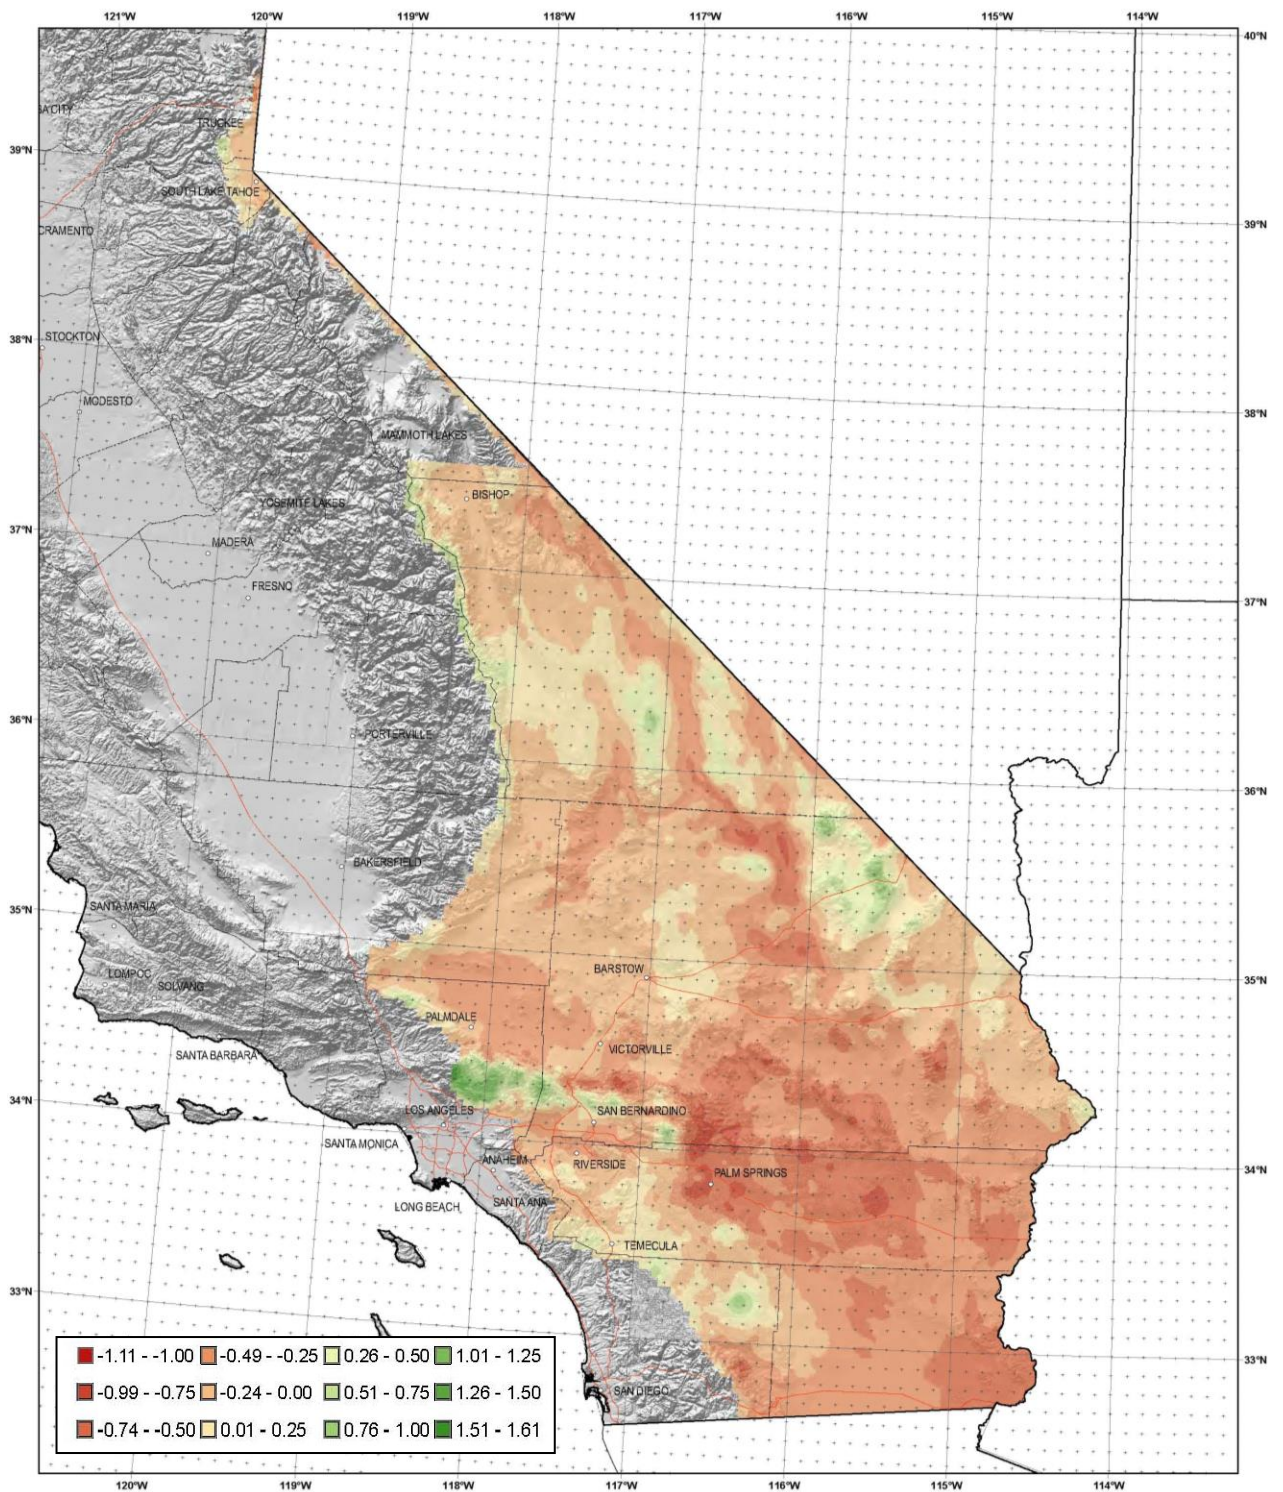 121°W 120°W 119°W 118°W 117°W 116°W 115°W 114°W
40°N
TRUCKEE
39°N
SOUTH LAKE TAHOE
39°N
38°N
STOCKTON
MODESTO
38°N
MAMMOTH LAKES
BISHOP
YOSEMITE LAKES
37°N
MADERA
FRESNO
37°N
36°N
PORTERVILLE
36°N
BAKERSFIELD
SANTA MARIA
35°N
LOMPOC
SOLVANG
BARSTOW
35°N
PALMDALE
SANTA BARBARA
VICTORVILLE
34°N
LOS ANGELES
SAN BERNARDINO
SANTA MONICA
ANAHEIM
RIVERSIDE
34°N
PALM SPRINGS
LONG BEACH
SANTA ANA
TEMECULA
33°N
33°N
SAN DIEGO
-1.11 - -1.00 -0.49 - -0.25 0.26 - 0.50 1.01 - 1.25
-0.99 - -0.75 -0.24 - 0.00 0.51 - 0.75 1.26 - 1.50
-0.74 - -0.50 0.01 - 0.25 0.76 - 1.00 1.51 - 1.61
120°W 119°W 118°W 117°W 116°W 115°W 114°W